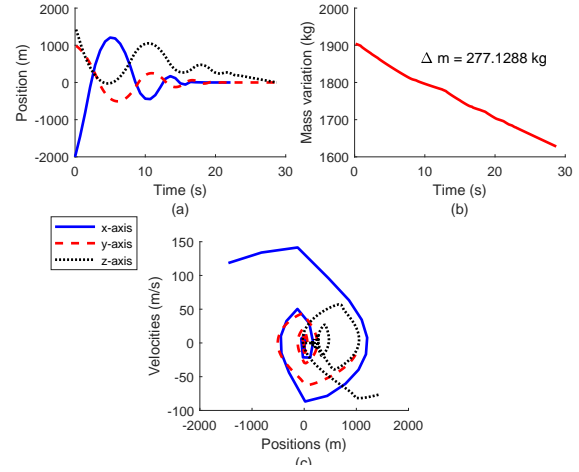 1000
0
-1000
-2000
Position (m)
0 10 20 30
Time (s)
(a)
2000
1900
1800
1700
1600
Mass variation (kg)
Δ m = 277.1288 kg
0 10 20 30
Time (s)
(b)
x-axis
y-axis
z-axis
150
100
50
0
-50
-100
Velocities (m/s)
-2000 -1000 0 1000 2000
Positions (m)
(c)